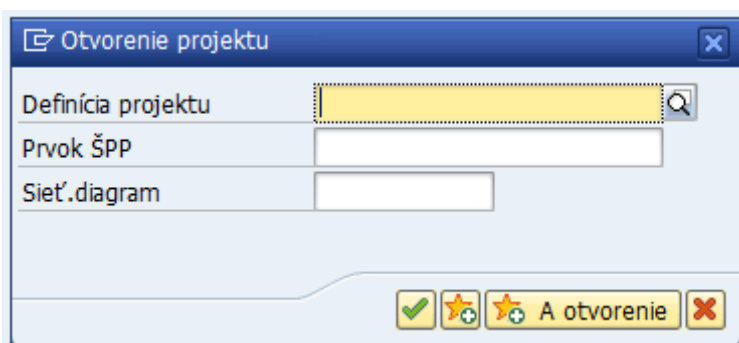 Otvorenie projektu
Definícia projektu
Prvok ŠPP
Sieť.diagram
A otvorenie